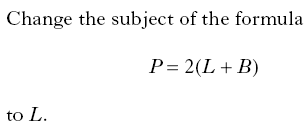 Change the subject of the formula
P = 2(L + B)
to L.